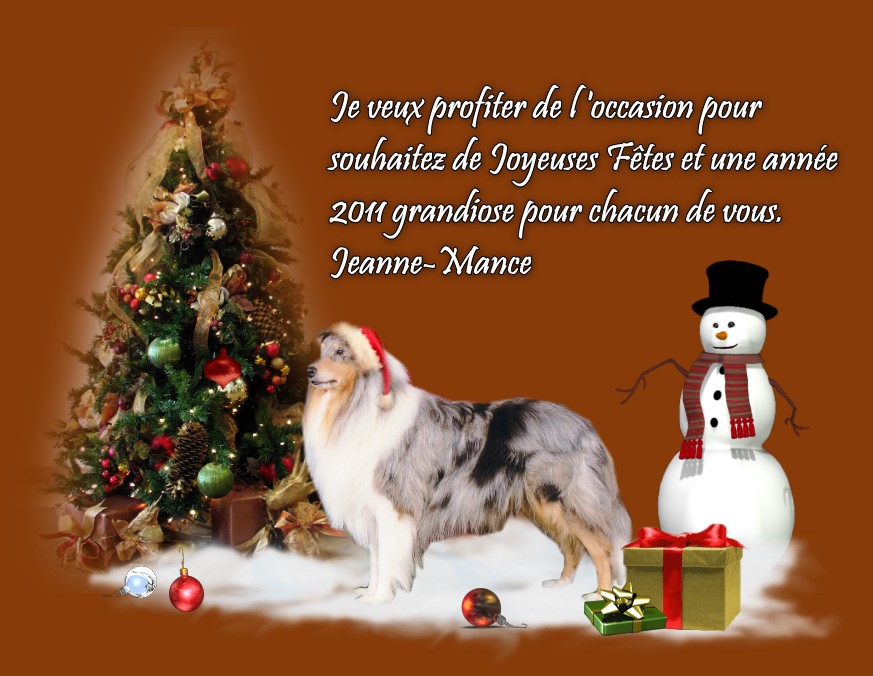 Je veux profiter de l'occasion pour
souhaitez de Joyeuses Fêtes et une année
2011 grandiose pour chacun de vous.
Jeanne-Mance